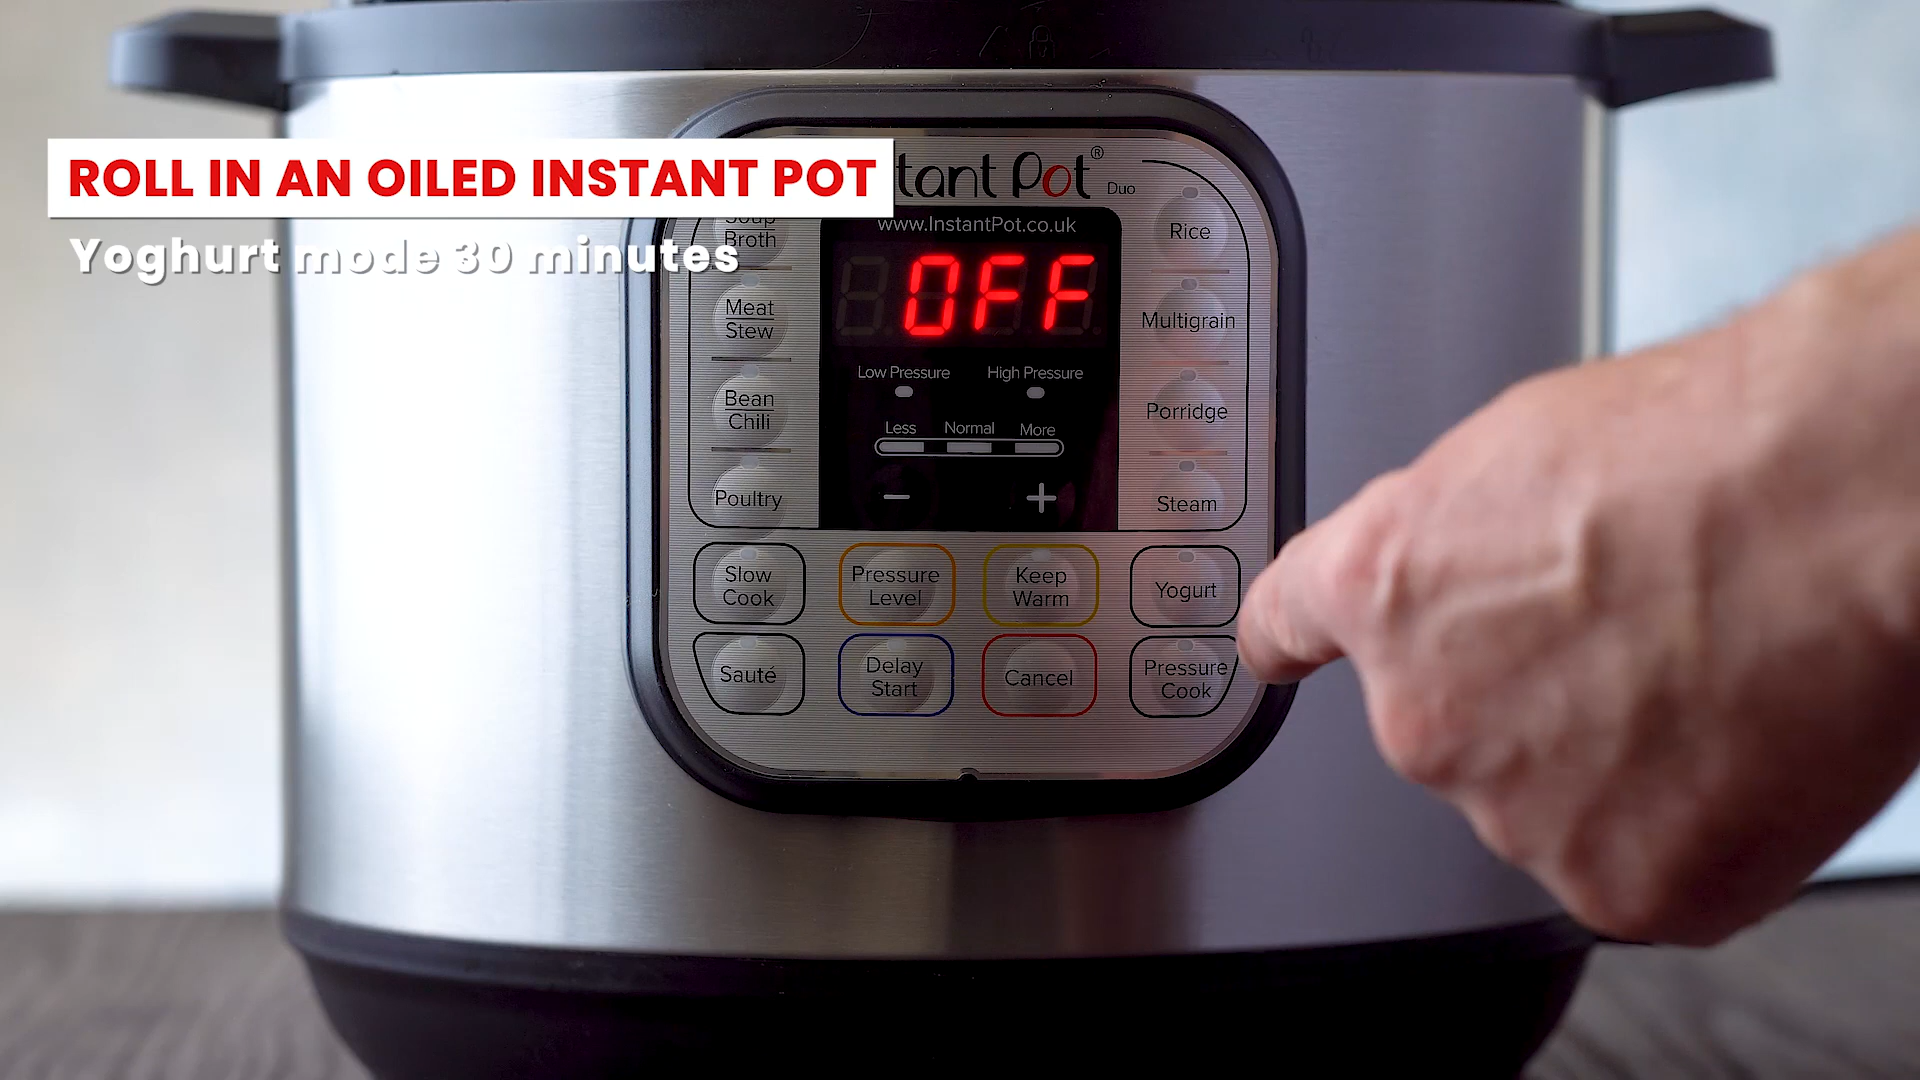 ROLL IN AN OILED INSTANT POT
Yoghurt mode 30 minutes
tant Pot® Duo
www.InstantPot.co.uk
OFF
Low Pressure High Pressure
Less Normal More
− +
Soup
Broth
Meat
Stew
Bean
Chili
Poultry
Rice
Multigrain
Porridge
Steam
Slow
Cook
Pressure
Level
Keep
Warm
Yogurt
Sauté
Delay
Start
Cancel
Pressure
Cook